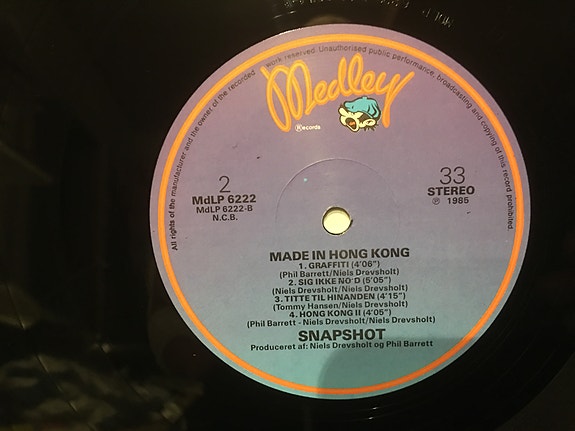 All rights of the manufacturer and the owner of the recorded work reserved. Unauthorised public performance, broadcasting and copying of this record prohibited.
Medley
Records
2
MdLP 6222
MdLP 6222-B
N.C.B.
33
STEREO
℗ 1985
MADE IN HONG KONG
1. GRAFFITI (4'06")
(Phil Barrett/Niels Drevsholt)
2. SIG IKKE NO'D (5'05")
(Niels Drevsholt/Niels Drevsholt)
3. TITTE TIL HINANDEN (4'15")
(Tommy Hansen/Niels Drevsholt)
4. HONG KONG II (4'05")
(Phil Barrett - Niels Drevsholt/Niels Drevsholt)
SNAPSHOT
Produceret af: Niels Drevsholt og Phil Barrett